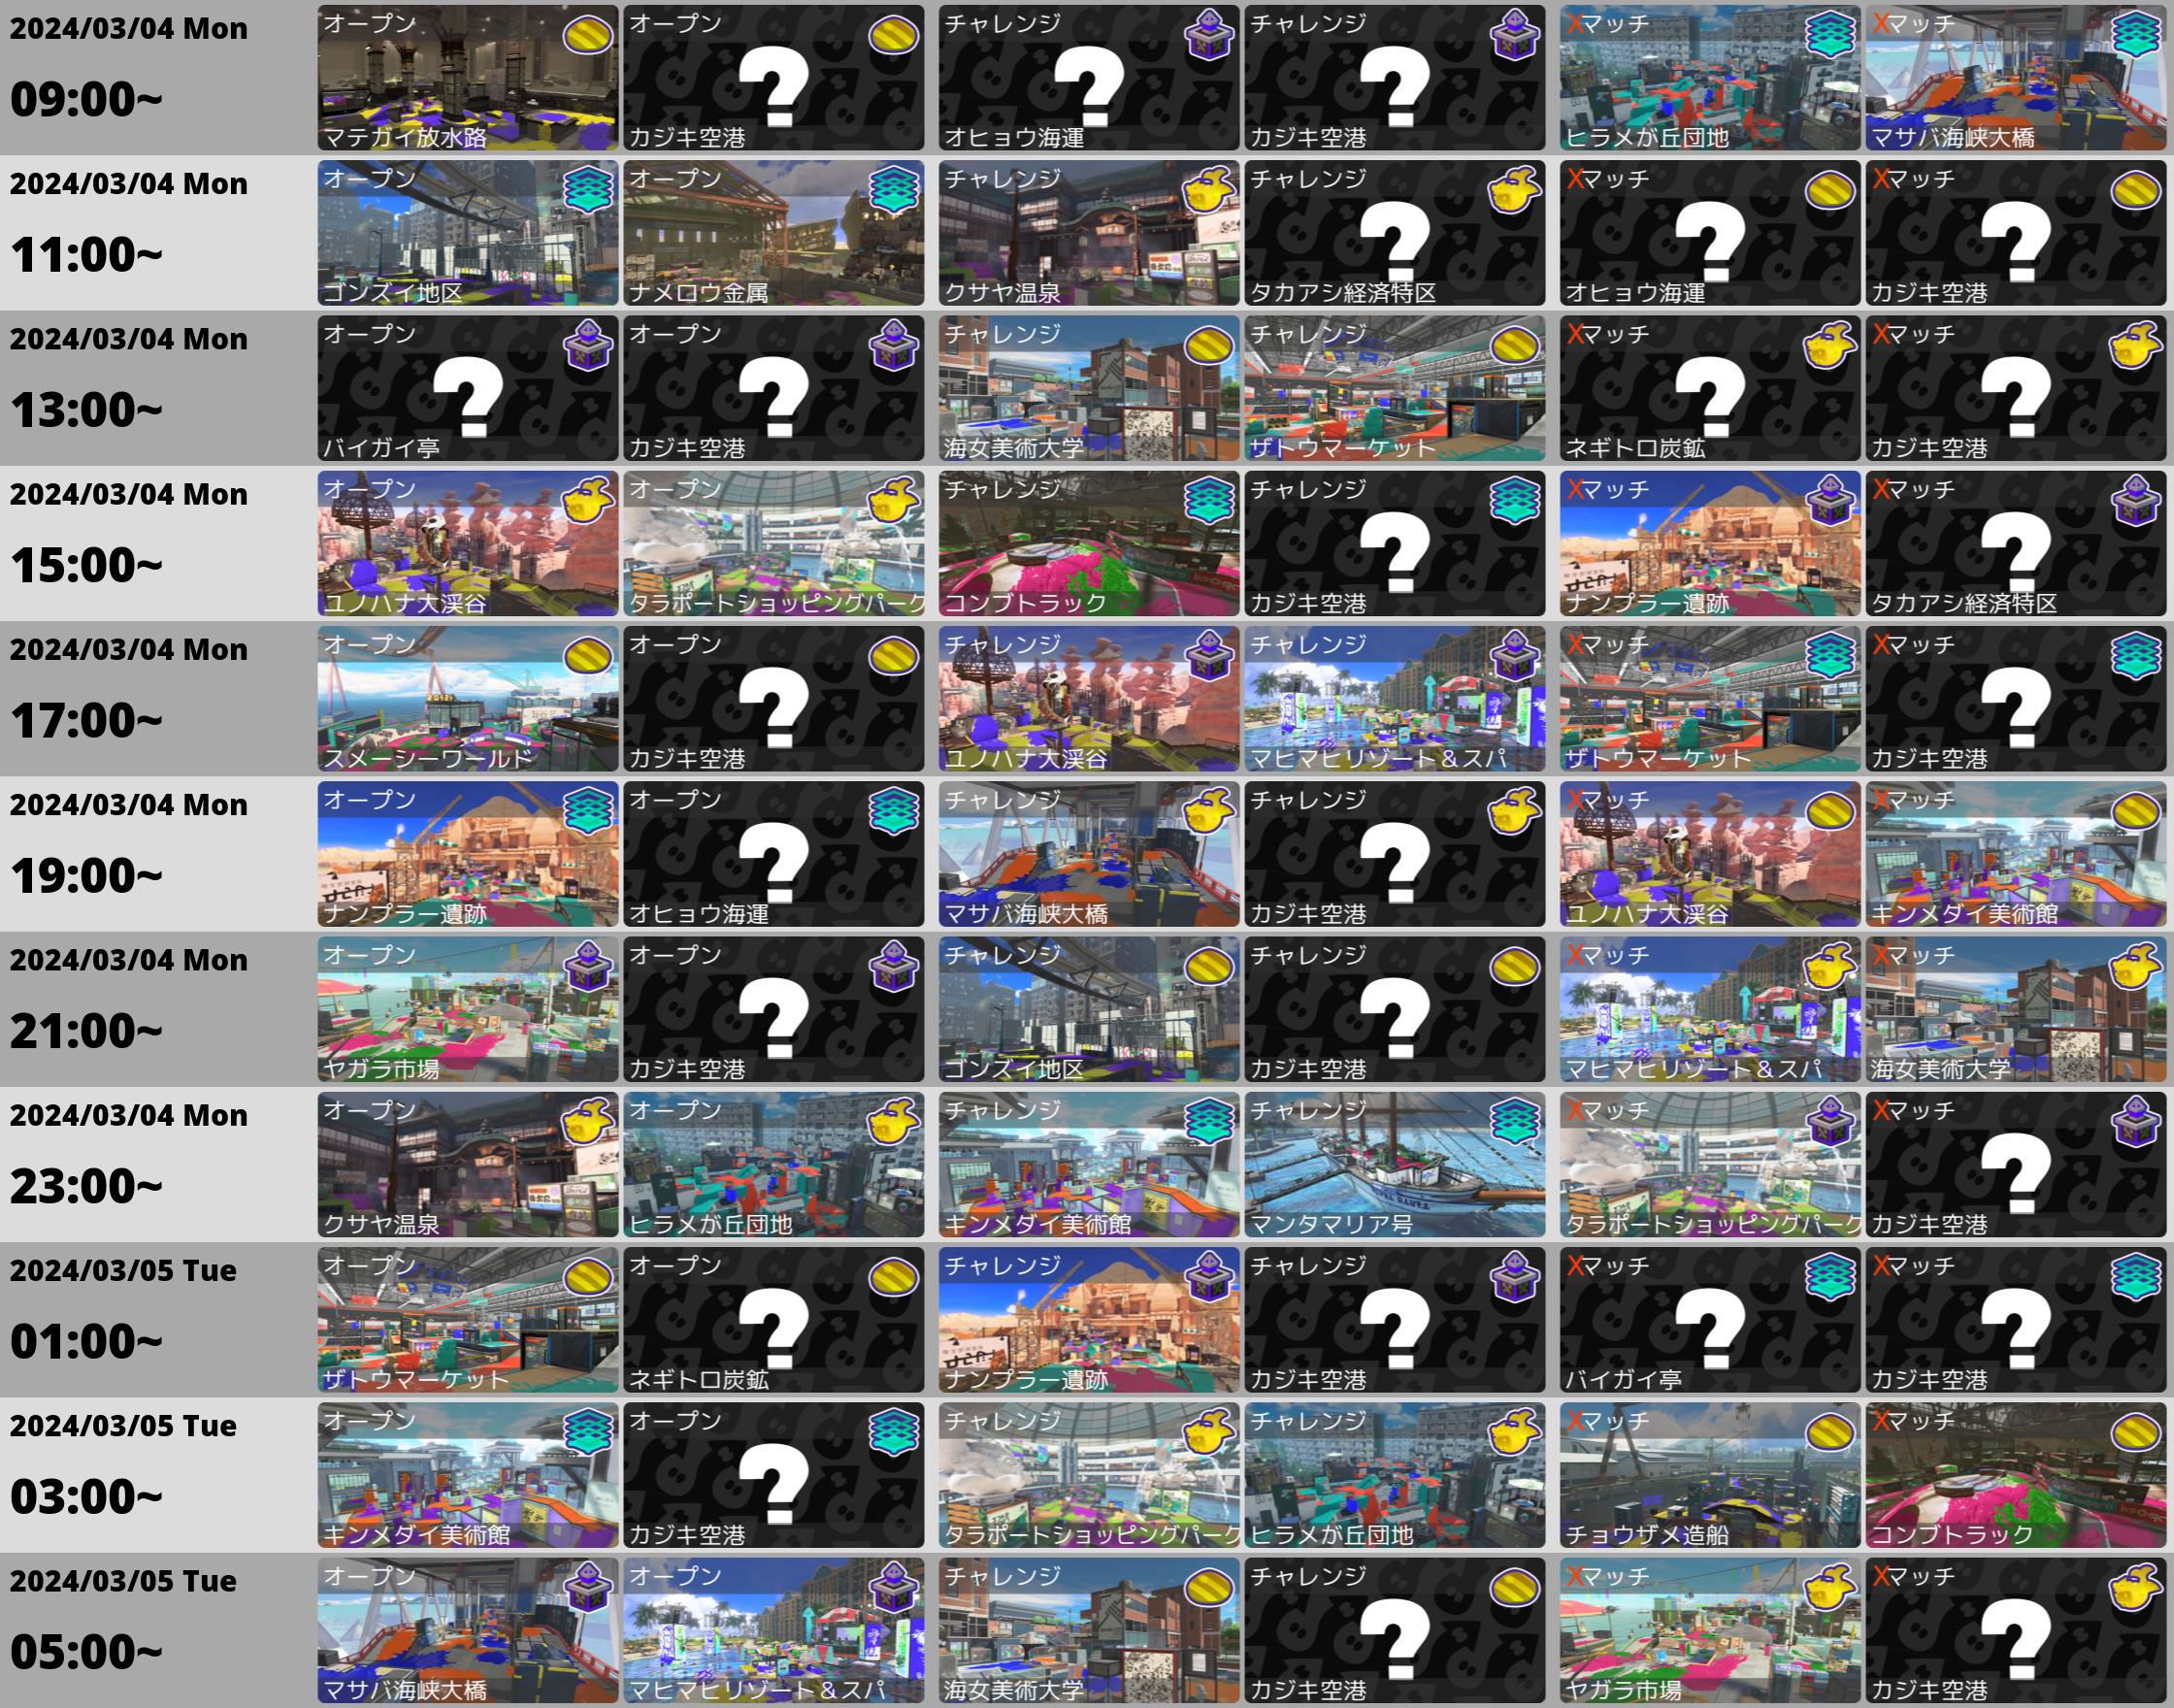 2024/03/04 Mon
09:00~
オープン
マテガイ放水路
オープン
カジキ空港
チャレンジ
オヒョウ海運
チャレンジ
カジキ空港
Xマッチ
ヒラメが丘団地
Xマッチ
マサバ海峡大橋
2024/03/04 Mon
11:00~
オープン
ゴンズイ地区
オープン
ナメロウ金属
チャレンジ
クサヤ温泉
チャレンジ
タカアシ経済特区
Xマッチ
オヒョウ海運
Xマッチ
カジキ空港
2024/03/04 Mon
13:00~
オープン
バイガイ亭
オープン
カジキ空港
チャレンジ
海女美術大学
チャレンジ
ザトウマーケット
Xマッチ
ネギトロ炭鉱
Xマッチ
カジキ空港
2024/03/04 Mon
15:00~
オープン
ユノハナ大渓谷
オープン
タラポートショッピングパーク
チャレンジ
コンブトラック
チャレンジ
カジキ空港
Xマッチ
ナンプラー遺跡
Xマッチ
タカアシ経済特区
2024/03/04 Mon
17:00~
オープン
スメーシーワールド
オープン
カジキ空港
チャレンジ
ユノハナ大渓谷
チャレンジ
マヒマヒリゾート＆スパ
Xマッチ
ザトウマーケット
Xマッチ
カジキ空港
2024/03/04 Mon
19:00~
オープン
ナンプラー遺跡
オープン
オヒョウ海運
チャレンジ
マサバ海峡大橋
チャレンジ
カジキ空港
Xマッチ
ユノハナ大渓谷
Xマッチ
キンメダイ美術館
2024/03/04 Mon
21:00~
オープン
ヤガラ市場
オープン
カジキ空港
チャレンジ
ゴンズイ地区
チャレンジ
カジキ空港
Xマッチ
マヒマヒリゾート＆スパ
Xマッチ
海女美術大学
2024/03/04 Mon
23:00~
オープン
クサヤ温泉
オープン
ヒラメが丘団地
チャレンジ
キンメダイ美術館
チャレンジ
マンタマリア号
Xマッチ
タラポートショッピングパーク
Xマッチ
カジキ空港
2024/03/05 Tue
01:00~
オープン
ザトウマーケット
オープン
ネギトロ炭鉱
チャレンジ
ナンプラー遺跡
チャレンジ
カジキ空港
Xマッチ
バイガイ亭
Xマッチ
カジキ空港
2024/03/05 Tue
03:00~
オープン
キンメダイ美術館
オープン
カジキ空港
チャレンジ
タラポートショッピングパーク
チャレンジ
ヒラメが丘団地
Xマッチ
チョウザメ造船
Xマッチ
コンブトラック
2024/03/05 Tue
05:00~
オープン
マサバ海峡大橋
オープン
マヒマヒリゾート＆スパ
チャレンジ
海女美術大学
チャレンジ
カジキ空港
Xマッチ
ヤガラ市場
Xマッチ
カジキ空港